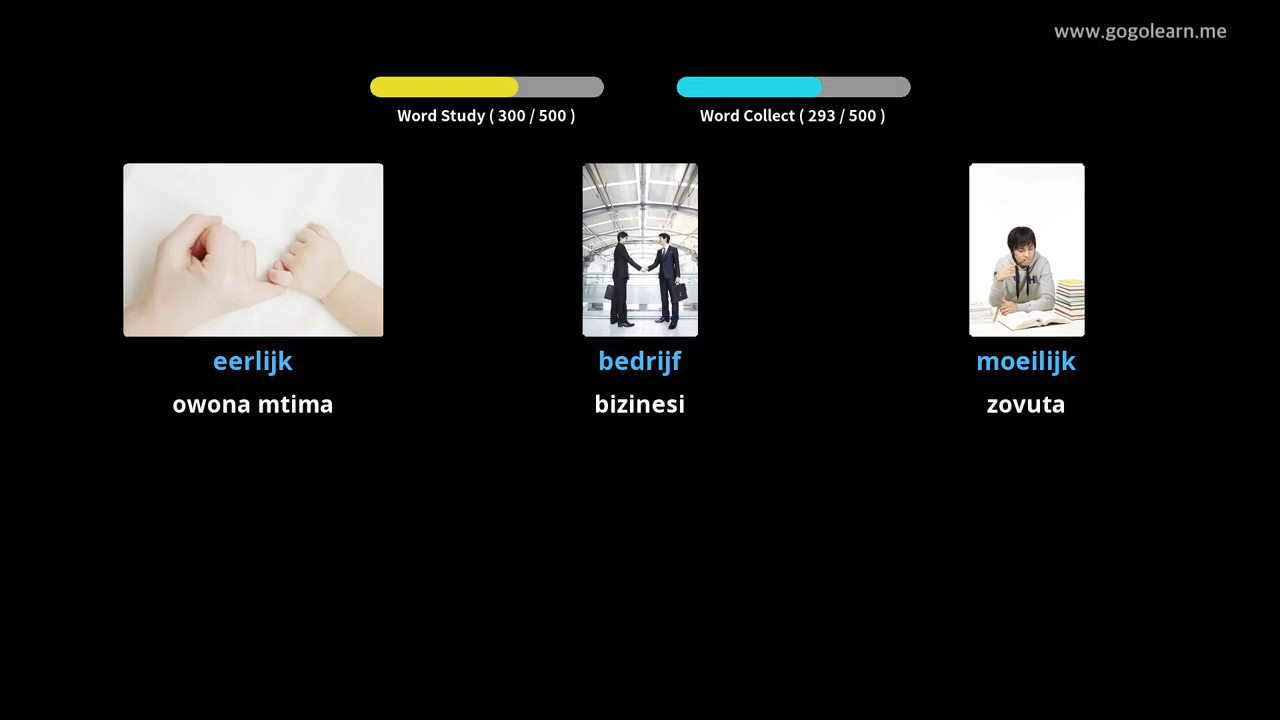 www.gogolearn.me
Word Study ( 300 / 500 )
Word Collect ( 293 / 500 )
eerlijk
bedrijf
moeilijk
owona mtima
bizinesi
zovuta